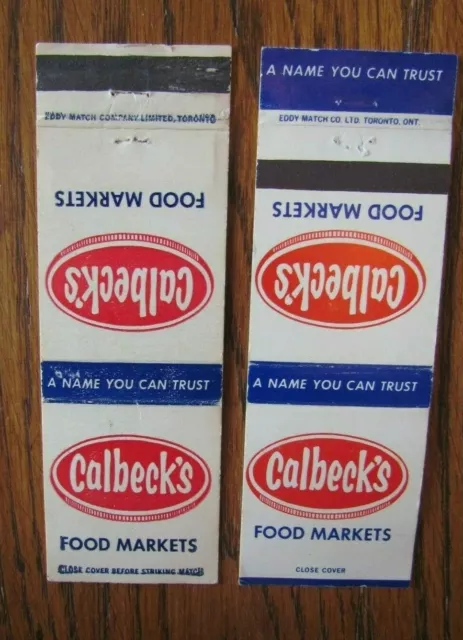 EDDY MATCH COMPANY LIMITED, TORONTO
FOOD MARKETS
Calbeck's
A NAME YOU CAN TRUST
Calbeck's
FOOD MARKETS
CLOSE COVER BEFORE STRIKING MATCH
A NAME YOU CAN TRUST
EDDY MATCH CO. LTD. TORONTO, ONT.
FOOD MARKETS
Calbeck's
A NAME YOU CAN TRUST
Calbeck's
FOOD MARKETS
CLOSE COVER